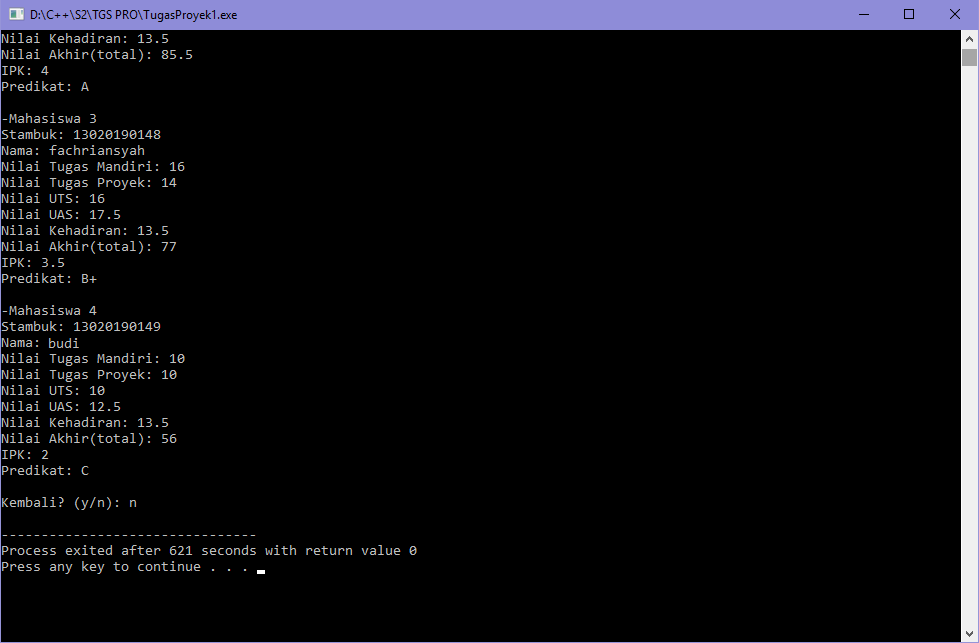 D:\C++\S2\TGS PRO\TugasProyek1.exe
Nilai Kehadiran: 13.5
Nilai Akhir(total): 85.5
IPK: 4
Predikat: A
-Mahasiswa 3
Stambuk: 13020190148
Nama: fachriansyah
Nilai Tugas Mandiri: 16
Nilai Tugas Proyek: 14
Nilai UTS: 16
Nilai UAS: 17.5
Nilai Kehadiran: 13.5
Nilai Akhir(total): 77
IPK: 3.5
Predikat: B+
-Mahasiswa 4
Stambuk: 13020190149
Nama: budi
Nilai Tugas Mandiri: 10
Nilai Tugas Proyek: 10
Nilai UTS: 10
Nilai UAS: 12.5
Nilai Kehadiran: 13.5
Nilai Akhir(total): 56
IPK: 2
Predikat: C
Kembali? (y/n): n
--------------------------------
Process exited after 621 seconds with return value 0
Press any key to continue . . .